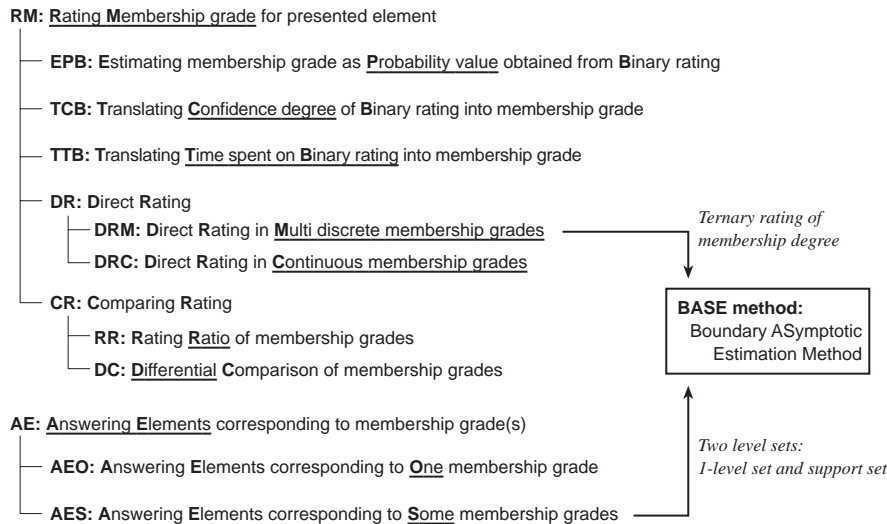 RM: Rating Membership grade for presented element
EPB: Estimating membership grade as Probability value obtained from Binary rating
TCB: Translating Confidence degree of Binary rating into membership grade
TTB: Translating Time spent on Binary rating into membership grade
DR: Direct Rating
DRM: Direct Rating in Multi discrete membership grades
DRC: Direct Rating in Continuous membership grades
CR: Comparing Rating
RR: Rating Ratio of membership grades
DC: Differential Comparison of membership grades
AE: Answering Elements corresponding to membership grade(s)
AEO: Answering Elements corresponding to One membership grade
AES: Answering Elements corresponding to Some membership grades
Ternary rating of
membership degree
BASE method:
Boundary ASymptotic
Estimation Method
Two level sets:
1-level set and support set